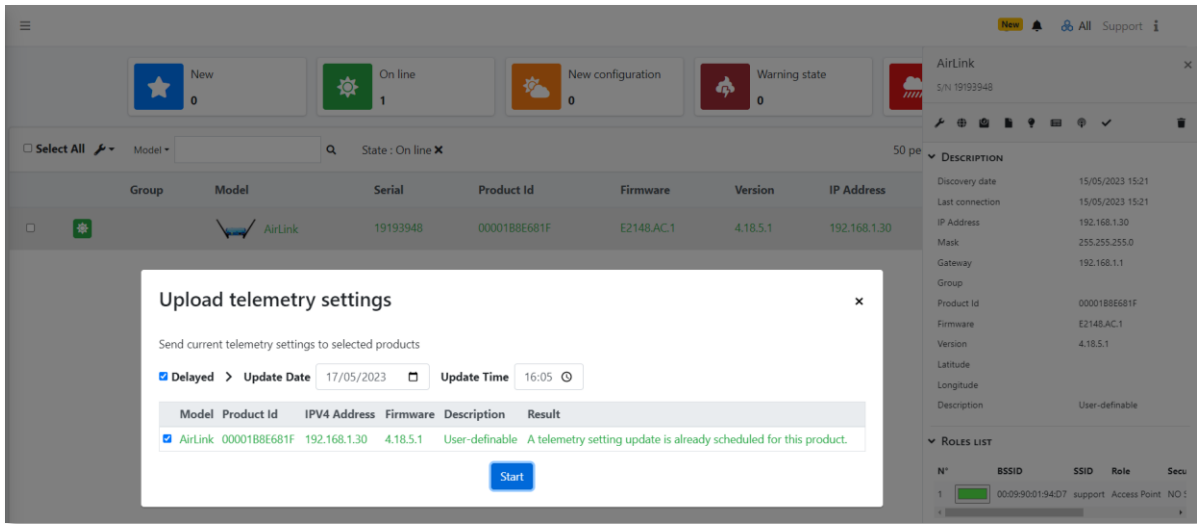 New All Support i
New
0
On line
1
New configuration
0
Warning state
0
AirLink
S/N 19193948
Select All Model State : On line 50 pe
Group Model Serial Product Id Firmware Version IP Address
AirLink 19193948 00001B8E681F E2148.AC.1 4.18.5.1 192.168.1.30
Upload telemetry settings
Send current telemetry settings to selected products
Delayed > Update Date 17/05/2023 Update Time 16:05
Model Product Id IPV4 Address Firmware Description Result
AirLink 00001B8E681F 192.168.1.30 4.18.5.1 User-definable A telemetry setting update is already scheduled for this product.
Start
DESCRIPTION
Discovery date 15/05/2023 15:21
Last connection 15/05/2023 15:21
IP Address 192.168.1.30
Mask 255.255.255.0
Gateway 192.168.1.1
Group
Product Id 00001B8E681F
Firmware E2148.AC.1
Version 4.18.5.1
Latitude
Longitude
Description User-definable
ROLES LIST
N° BSSID SSID Role Secu
1 00:09:90:01:94:D7 support Access Point NO S